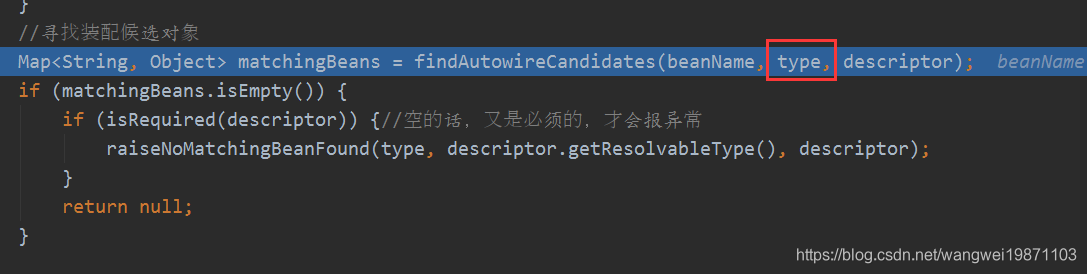 }
//寻找装配候选对象
Map<String, Object> matchingBeans = findAutowireCandidates(beanName, type, descriptor); beanName
if (matchingBeans.isEmpty()) {
if (isRequired(descriptor)) {//空的话，又是必须的，才会报异常
raiseNoMatchingBeanFound(type, descriptor.getResolvableType(), descriptor);
}
return null;
}
https://blog.csdn.net/wangwei19871103